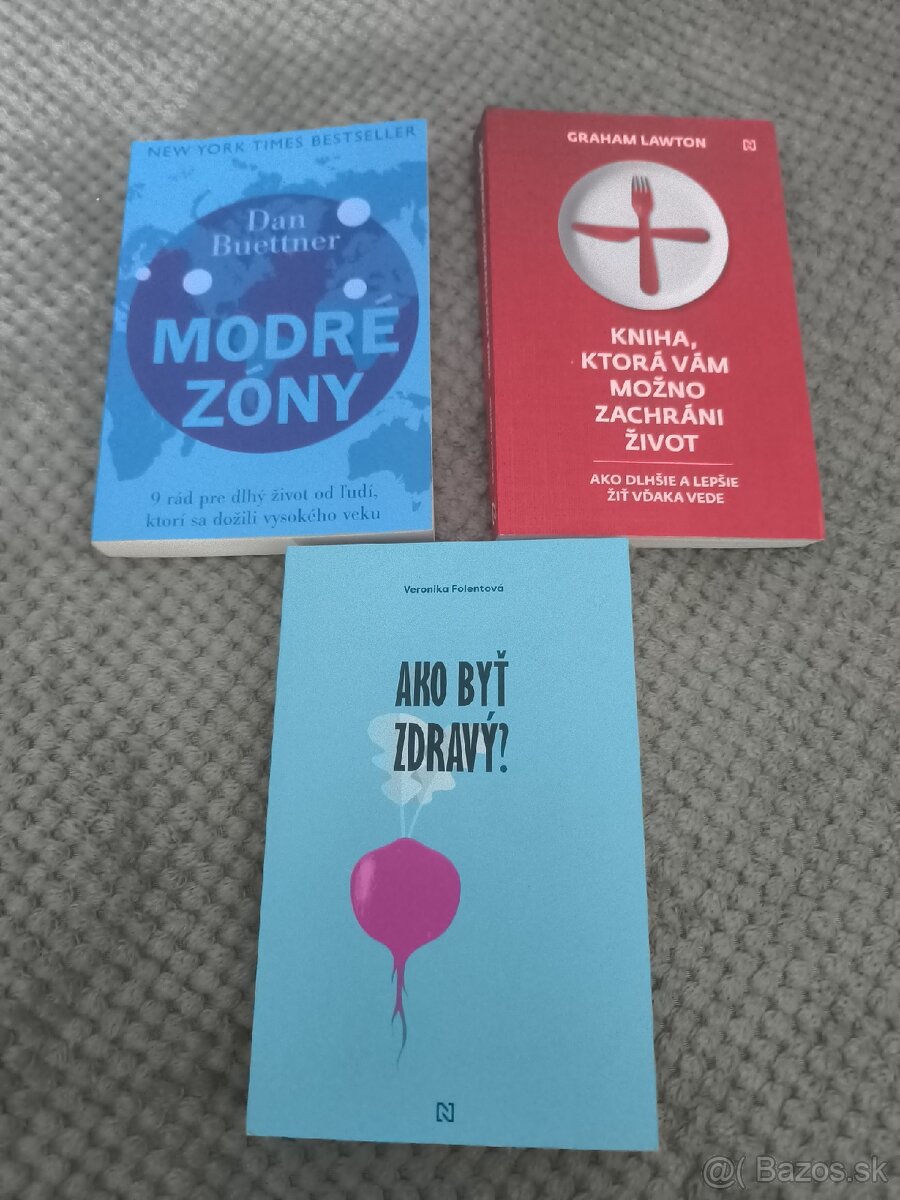 NEW YORK TIMES BESTSELLER
Dan
Buettner
MODRÉ
ZÓNY
9 rád pre dlhý život od ľudí,
ktorí sa dožili vysokého veku
GRAHAM LAWTON
N
KNIHA,
KTORÁ VÁM
MOŽNO
ZACHRÁNI
ŽIVOT
AKO DLHŠIE A LEPŠIE
ŽIŤ VĎAKA VEDE
Veronika Folentová
AKO BYŤ
ZDRAVÝ?
N
@( Bazos.sk